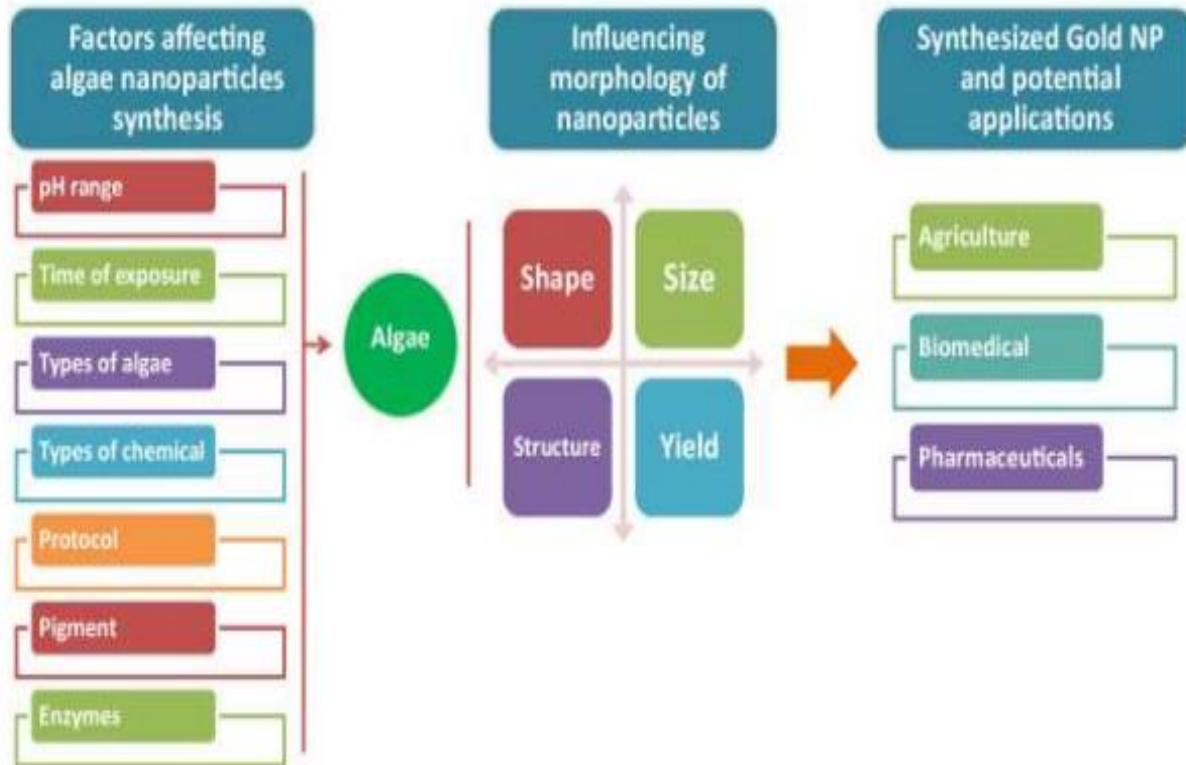 Factors affecting
algae nanoparticles
synthesis
pH range
Time of exposure
Types of algae
Types of chemical
Protocol
Pigment
Enzymes
Algae
Influencing
morphology of
nanoparticles
Shape
Size
Structure
Yield
Synthesized Gold NP
and potential
applications
Agriculture
Biomedical
Pharmaceuticals